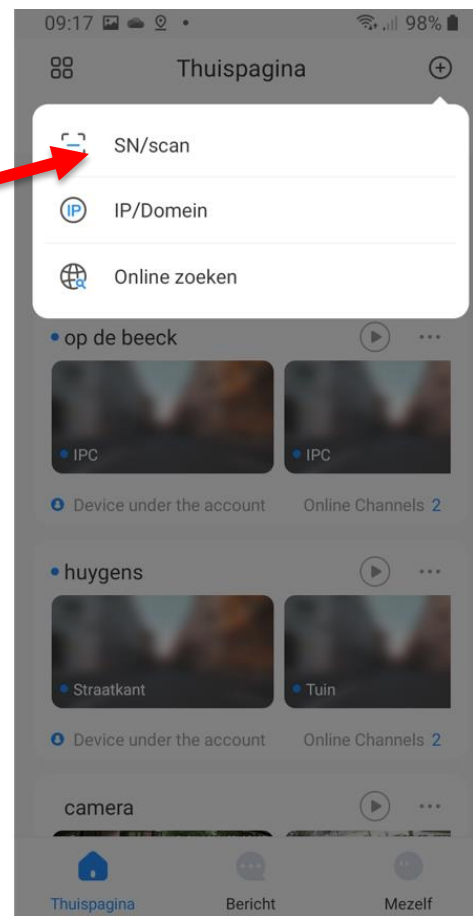 09:17 98%
Thuispagina
SN/scan
IP IP/Domein
Online zoeken
op de beeck
IPC IPC
Device under the account Online Channels 2
huygens
Straatkant Tuin
Device under the account Online Channels 2
camera
Thuispagina Bericht Mezelf